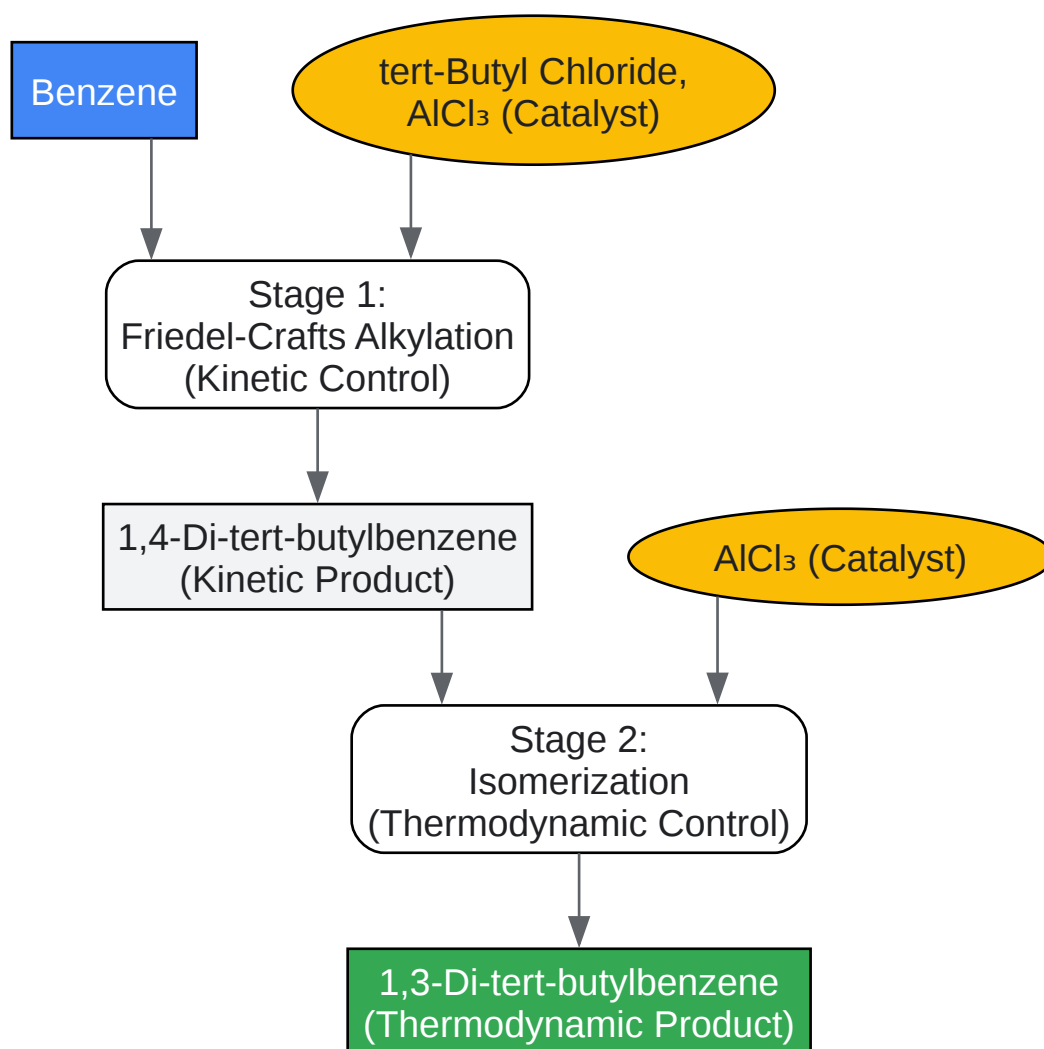 Benzene
tert-Butyl Chloride,
AlCl₃ (Catalyst)
Stage 1:
Friedel-Crafts Alkylation
(Kinetic Control)
1,4-Di-tert-butylbenzene
(Kinetic Product)
AlCl₃ (Catalyst)
Stage 2:
Isomerization
(Thermodynamic Control)
1,3-Di-tert-butylbenzene
(Thermodynamic Product)